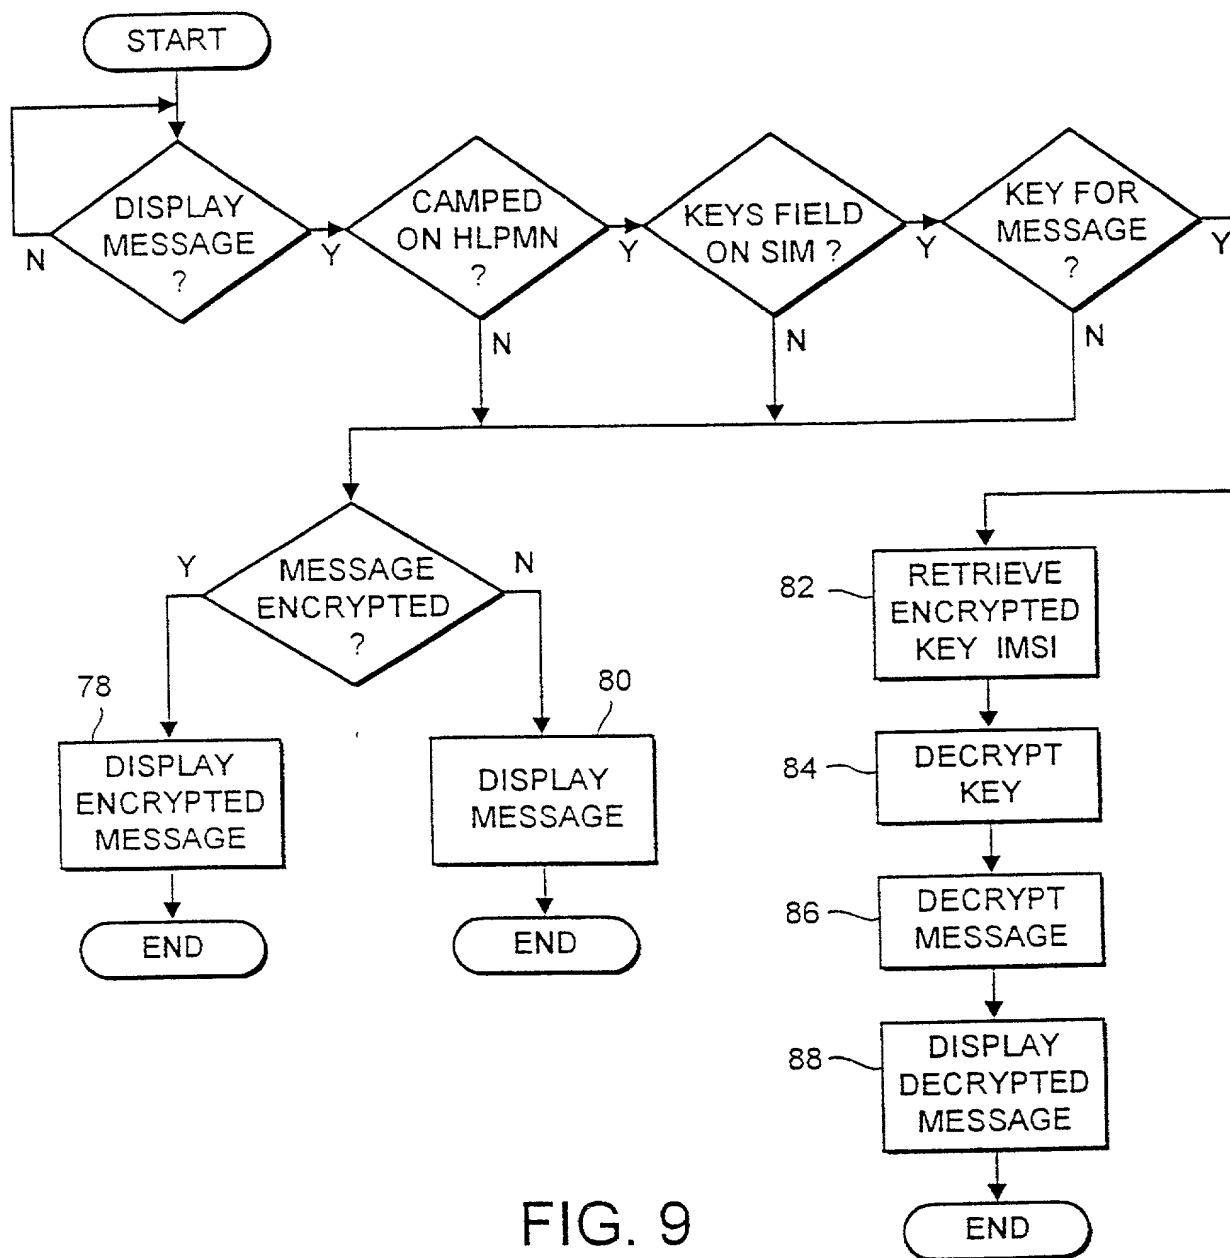 START
DISPLAY
MESSAGE
?
N
Y
CAMPED
ON HLPMN
?
Y
N
KEYS FIELD
ON SIM ?
Y
N
KEY FOR
MESSAGE
?
Y
N
MESSAGE
ENCRYPTED
?
Y
N
78
DISPLAY
ENCRYPTED
MESSAGE
END
80
DISPLAY
MESSAGE
END
82
RETRIEVE
ENCRYPTED
KEY IMSI
84
DECRYPT
KEY
86
DECRYPT
MESSAGE
88
DISPLAY
DECRYPTED
MESSAGE
END
FIG. 9